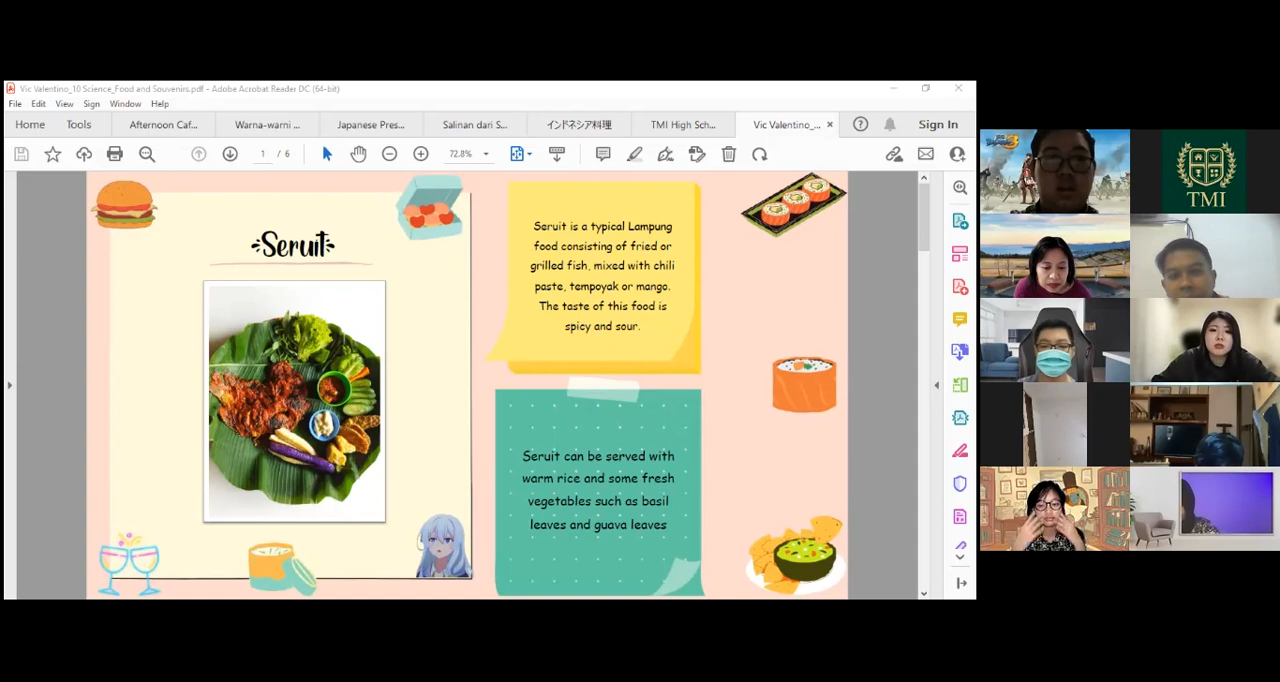 Vic Valentino_10 Science_Food and Souvenirs.pdf - Adobe Acrobat Reader DC (64-bit)
File Edit View Sign Window Help
Home Tools Afternoon Caf... Warna-warni ... Japanese Pres... Salinan dari S... インドネシア料理 TMI High Sch... Vic Valentino_... × Sign In
1 / 6 72.8%
Seruit
Seruit is a typical Lampung
food consisting of fried or
grilled fish, mixed with chili
paste, tempoyak or mango.
The taste of this food is
spicy and sour.
Seruit can be served with
warm rice and some fresh
vegetables such as basil
leaves and guava leaves
TMI